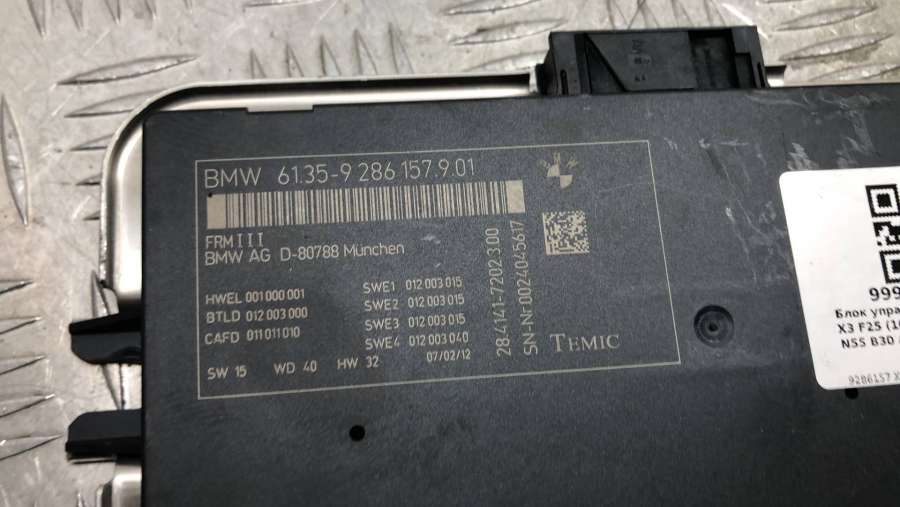 BMW 61.35-9 286 157.9.01
FRM III
BMW AG D-80788 München
HWEL 001 000 001
BTLD 012 003 000
CAFD 011 011 010
SWE1 012 003 015
SWE2 012 003 015
SWE3 012 003 015
SWE4 012 003 040
07/02/12
SW 15 WD 40 HW 32
28.4141-7202.3.00
SN-Nr 0024045617
TEMIC
999
Блок
X3 F25
N55 B30
9286157